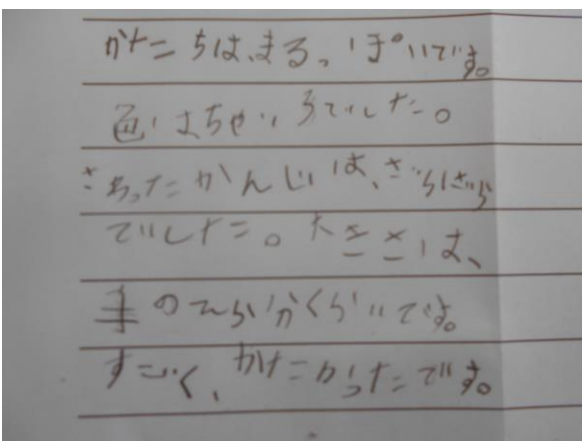 かたちは、まる。ぽいです。
色はちゃいろでした。
さわったかんじは、ざらざら
でした。大きさは、
手のひらがくらいです。
すごく、かたかったです。